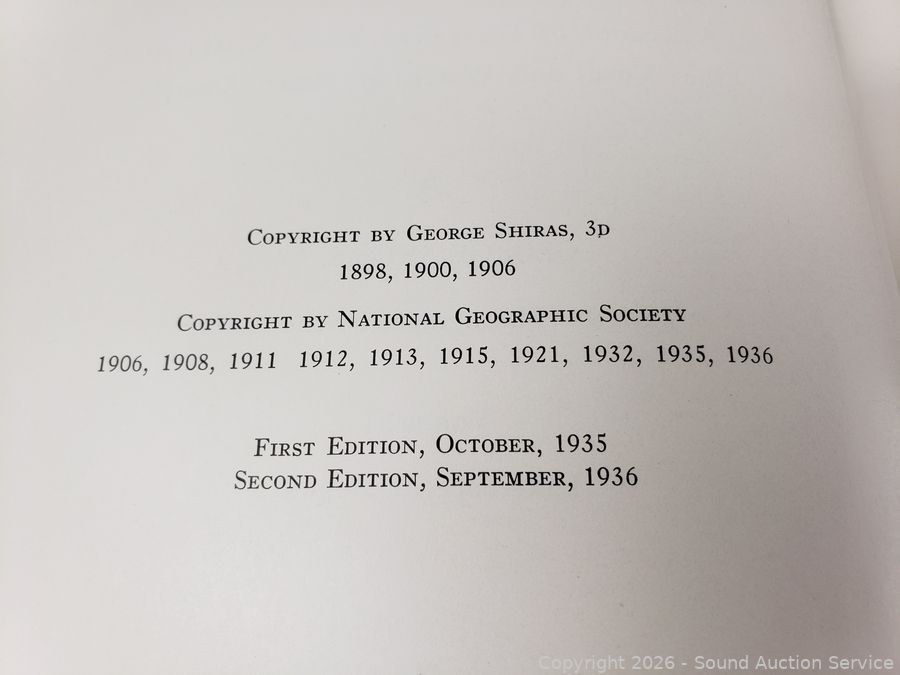 Copyright by George Shiras, 3d
1898, 1900, 1906
Copyright by National Geographic Society
1906, 1908, 1911 1912, 1913, 1915, 1921, 1932, 1935, 1936
First Edition, October, 1935
Second Edition, September, 1936
Copyright 2026 - Sound Auction Service